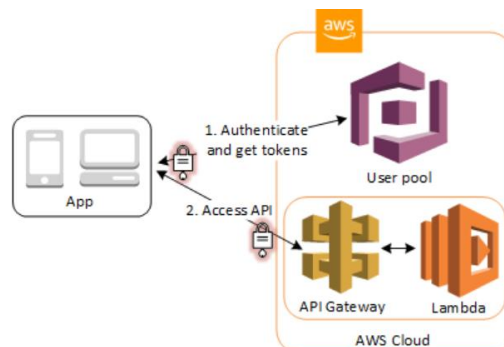 aws
1. Authenticate
and get tokens
User pool
App
2. Access API
API Gateway
Lambda
AWS Cloud